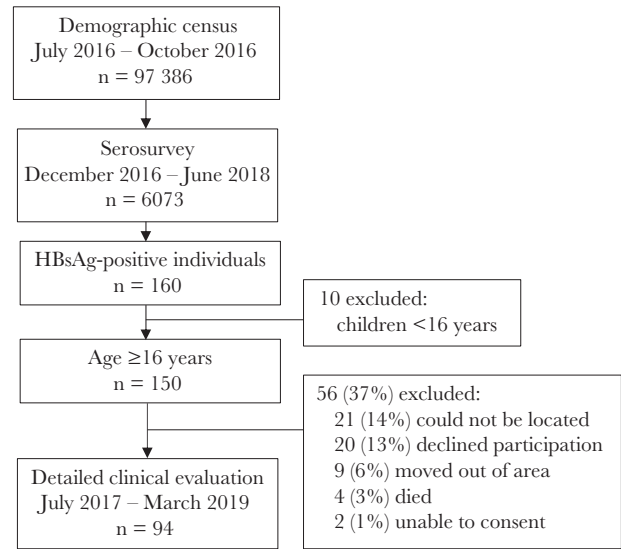 Demographic census
July 2016 – October 2016
n = 97 386
Serosurvey
December 2016 – June 2018
n = 6073
HBsAg-positive individuals
n = 160
10 excluded:
children <16 years
Age ≥16 years
n = 150
56 (37%) excluded:
21 (14%) could not be located
20 (13%) declined participation
9 (6%) moved out of area
4 (3%) died
2 (1%) unable to consent
Detailed clinical evaluation
July 2017 – March 2019
n = 94